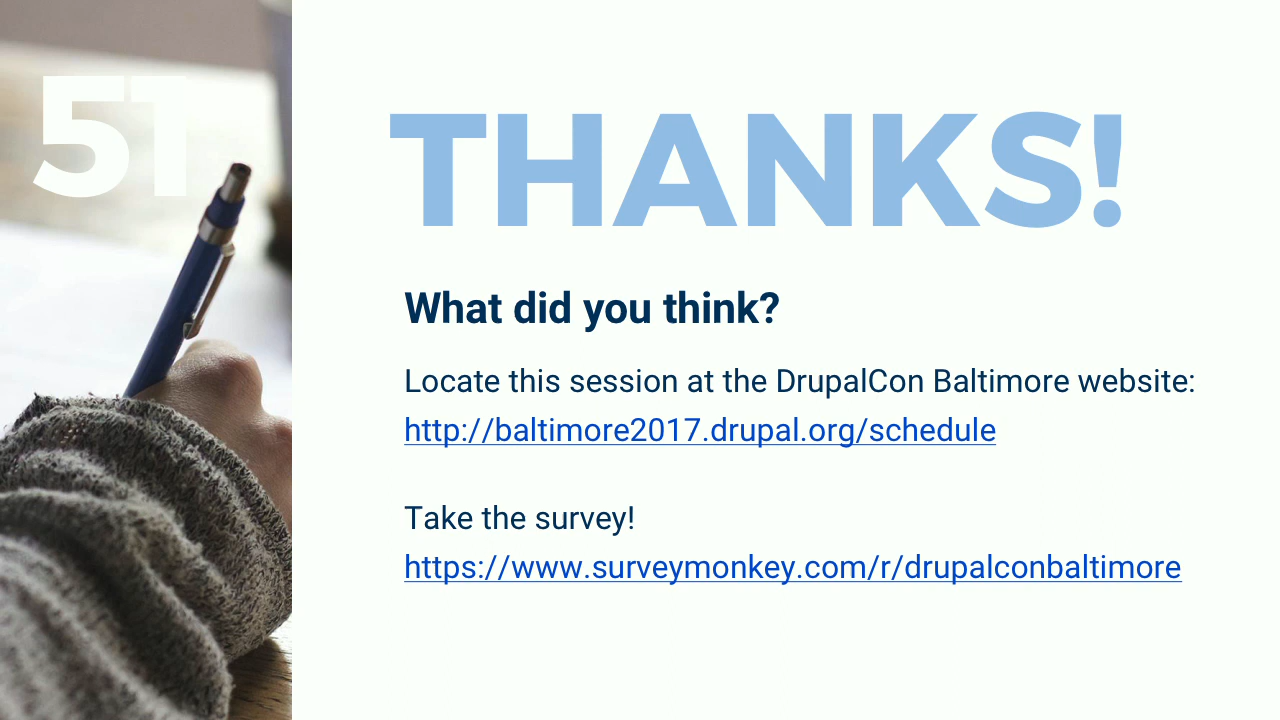 51
THANKS!
What did you think?
Locate this session at the DrupalCon Baltimore website:
http://baltimore2017.drupal.org/schedule
Take the survey!
https://www.surveymonkey.com/r/drupalconbaltimore